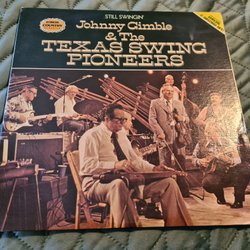 STILL SWINGIN'
Johnny Gimble
& The
TEXAS SWING
PIONEERS